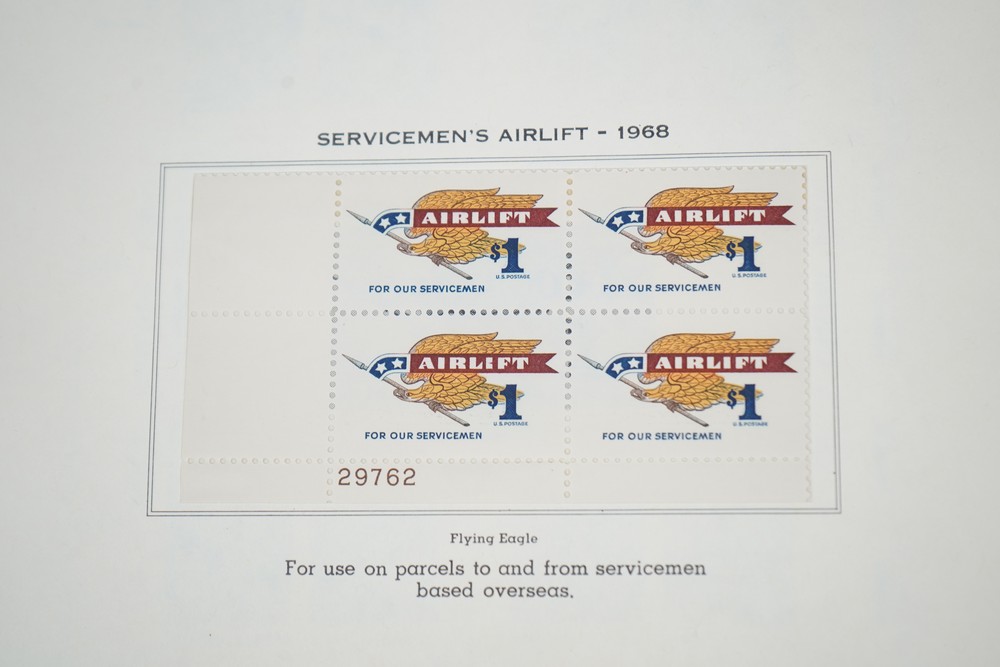 SERVICEMEN'S AIRLIFT - 1968
AIRLIFT
$1
U.S. POSTAGE
FOR OUR SERVICEMEN
AIRLIFT
$1
U.S. POSTAGE
FOR OUR SERVICEMEN
AIRLIFT
$1
U.S. POSTAGE
FOR OUR SERVICEMEN
AIRLIFT
$1
U.S. POSTAGE
FOR OUR SERVICEMEN
29762
Flying Eagle
For use on parcels to and from servicemen
based overseas.